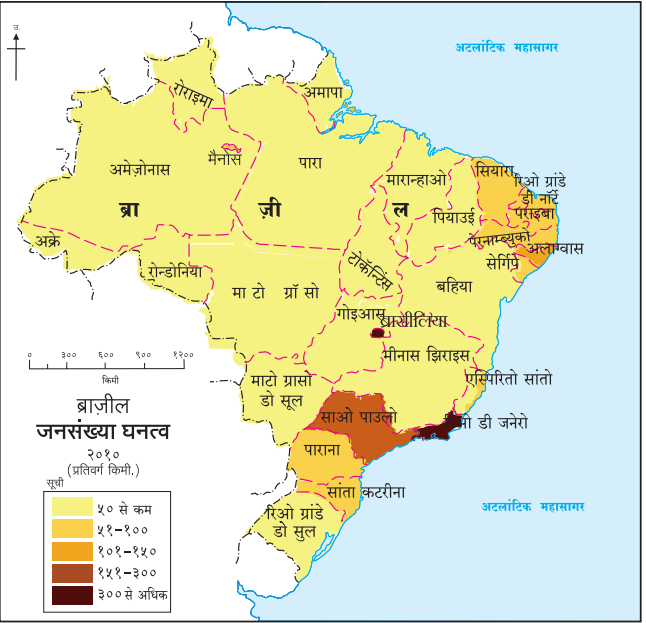 उ.
अटलांटिक महासागर
रोराइमा
अमापा
मैनोस
अमेज़ोनास
पारा
मारान्हाओ
सियारा
रिओ ग्रांडे
डी नॉर्टे
पराइबा
ब्रा
ज़ी
ल
पियाउई
पेरनाम्ब्युको
अलाग्वास
अक्रे
सेर्गिपे
रोन्डोनिया
टोकॅन्टिंस
बहिया
मा टो ग्रॉ सो
गोइआस
ब्रासीलिया
मीनास झिराइस
० ३०० ६०० ९०० १२००
किमी
माटो ग्रासो
डो सूल
एस्पिरितो सांतो
साओ पाउलो
रिओ डी जनेरो
ब्राज़ील
जनसंख्या घनत्व
२०१०
(प्रतिवर्ग किमी.)
पाराना
सांता कटरीना
रिओ ग्रांडे
डो सुल
अटलांटिक महासागर
सूची
५० से कम
५१-१००
१०१-१५०
१५१-३००
३०० से अधिक